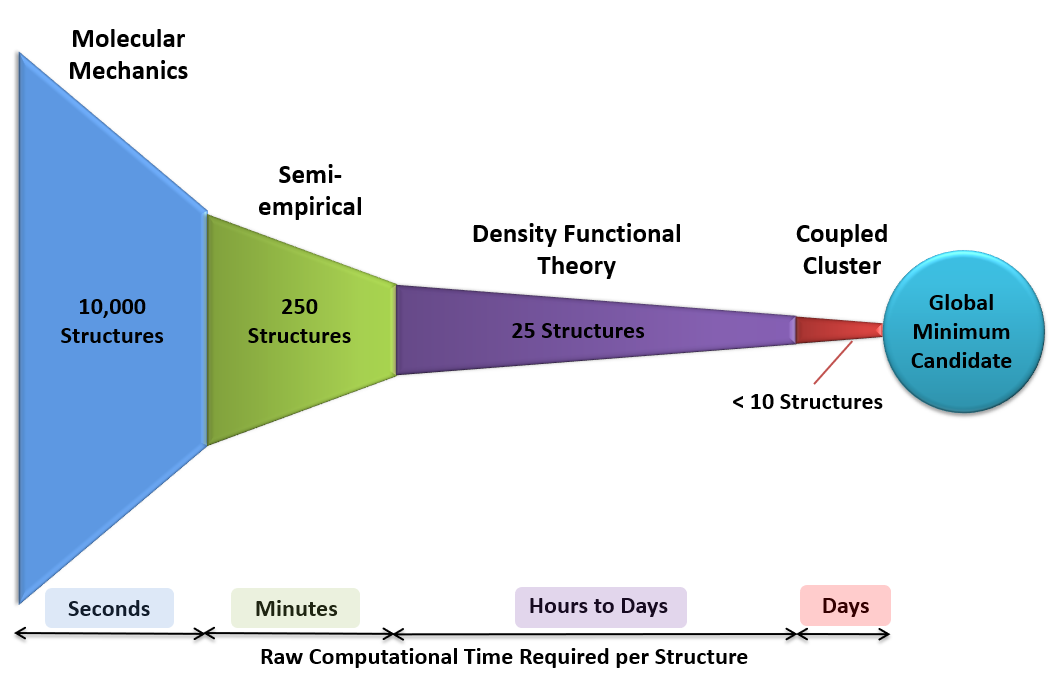 Molecular
Mechanics
Semi-
empirical
Density Functional
Theory
Coupled
Cluster
10,000
Structures
250
Structures
25 Structures
Global
Minimum
Candidate
< 10 Structures
Seconds
Minutes
Hours to Days
Days
Raw Computational Time Required per Structure